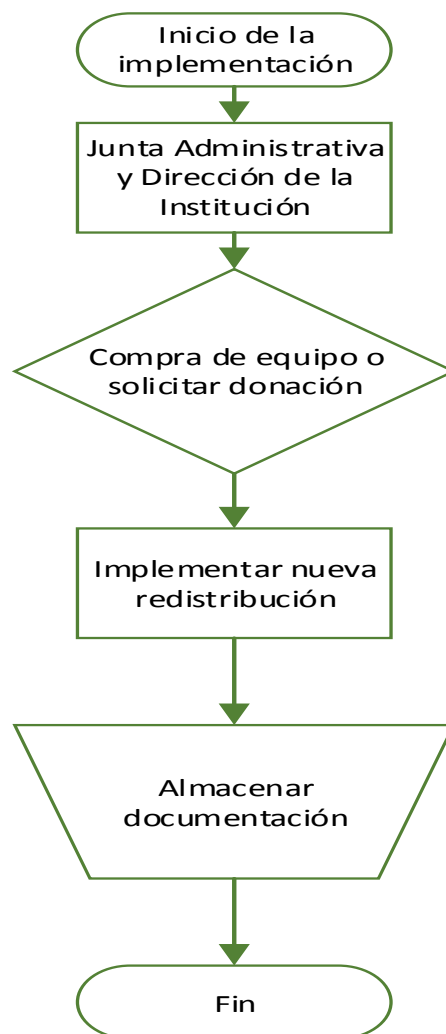 Inicio de la
implementación
Junta Administrativa
y Dirección de la
Institución
Compra de equipo o
solicitar donación
Implementar nueva
redistribución
Almacenar
documentación
Fin